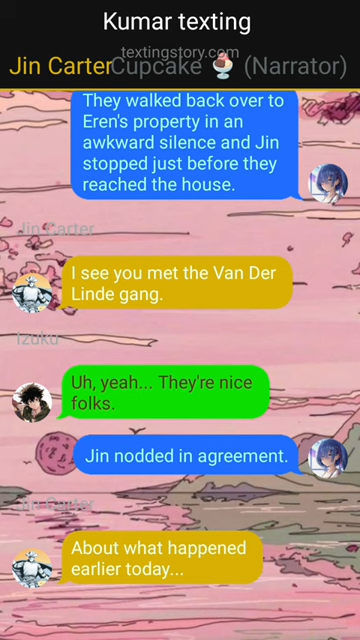 Kumar texting
textingstory.com
Jin Carter Cupcake 🍨 (Narrator)
They walked back over to
Eren's property in an
awkward silence and Jin
stopped just before they
reached the house.
Jin Carter
I see you met the Van Der
Linde gang.
Izuku
Uh, yeah... They're nice
folks.
Jin nodded in agreement.
Jin Carter
About what happened
earlier today...